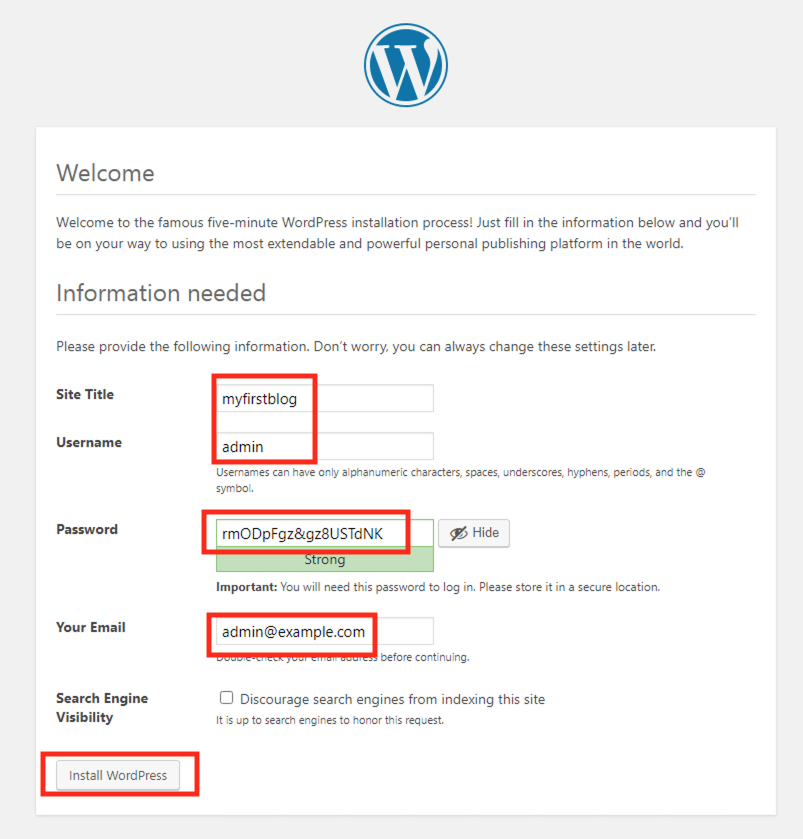 Welcome
Welcome to the famous five-minute WordPress installation process! Just fill in the information below and you’ll
be on your way to using the most extendable and powerful personal publishing platform in the world.
Information needed
Please provide the following information. Don’t worry, you can always change these settings later.
Site Title
myfirstblog
Username
admin
Usernames can have only alphanumeric characters, spaces, underscores, hyphens, periods, and the @
symbol.
Password
rmODpFgz&gz8USTdNK
Hide
Strong
Important: You will need this password to log in. Please store it in a secure location.
Your Email
admin@example.com
Double-check your email address before continuing.
Search Engine
Visibility
Discourage search engines from indexing this site
It is up to search engines to honor this request.
Install WordPress